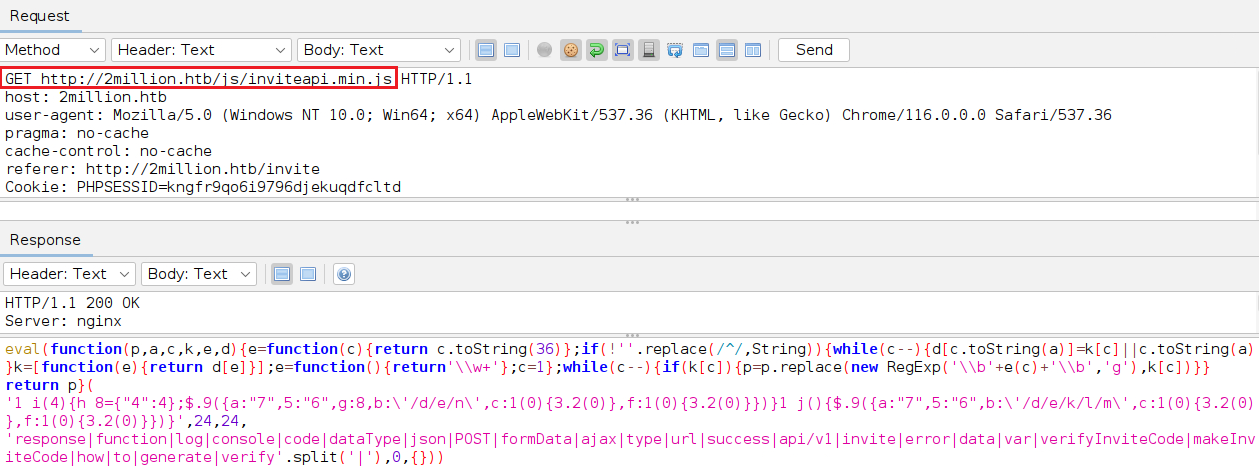 Request
Method Header: Text Body: Text Send
GET http://2million.htb/js/inviteapi.min.js HTTP/1.1
host: 2million.htb
user-agent: Mozilla/5.0 (Windows NT 10.0; Win64; x64) AppleWebKit/537.36 (KHTML, like Gecko) Chrome/116.0.0.0 Safari/537.36
pragma: no-cache
cache-control: no-cache
referer: http://2million.htb/invite
Cookie: PHPSESSID=kngfr9qo6i9796djekuqdfcltd
Response
Header: Text Body: Text
HTTP/1.1 200 OK
Server: nginx
eval(function(p,a,c,k,e,d){e=function(c){return c.toString(36)};if(!''.replace(/^/,String)){while(c--){d[c.toString(a)]=k[c]||c.toString(a)
}k=[function(e){return d[e]}];e=function(){return'\\w+'};c=1};while(c--){if(k[c]){p=p.replace(new RegExp('\\b'+e(c)+'\\b','g'),k[c])}}
return p}(
'1 i(4){h 8={"4":4};$.9({a:"7",5:"6",g:8,b:\'/d/e/n\',c:1(0){3.2(0)},f:1(0){3.2(0)}})}1 j(){$.9({a:"7",5:"6",b:\'/d/e/k/l/m\',c:1(0){3.2(0)
},f:1(0){3.2(0)}})}',24,24,
'response|function|log|console|code|dataType|json|POST|formData|ajax|type|url|success|api/v1|invite|error|data|var|verifyInviteCode|makeInv
iteCode|how|to|generate|verify'.split('|'),0,{}))